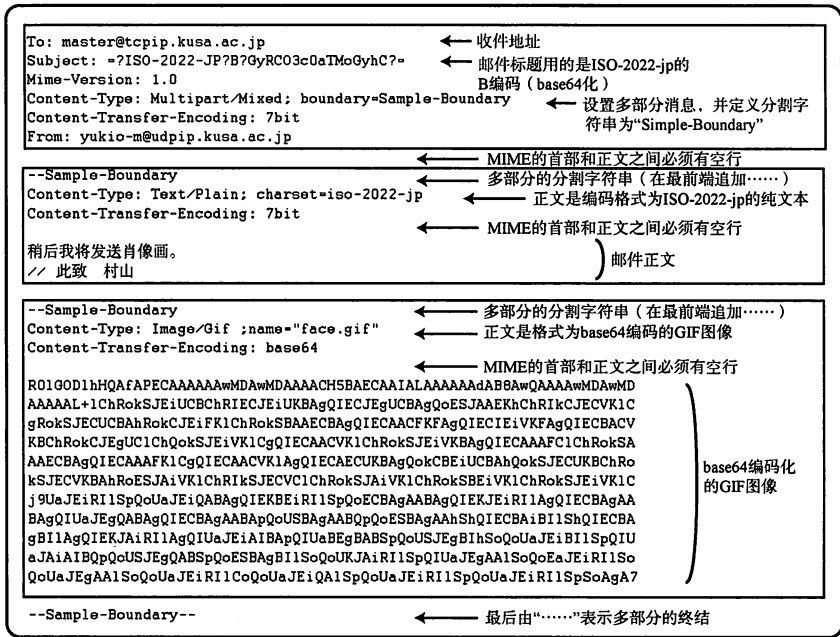 To: master@tcpip.kusa.ac.jp ← 收件地址
Subject: =?ISO-2022-JP?B?GyRCO3c0aTMoGyhC?= ← 邮件标题用的是ISO-2022-jp的
B编码（base64化）
Mime-Version: 1.0
Content-Type: Multipart/Mixed; boundary=Sample-Boundary
← 设置多部分消息，并定义分割字
符串为“Simple-Boundary”
Content-Transfer-Encoding: 7bit
From: yukio-m@udpip.kusa.ac.jp
← MIME的首部和正文之间必须有空行
--Sample-Boundary ← 多部分的分割字符串（在最前端追加……）
Content-Type: Text/Plain; charset=iso-2022-jp ← 正文是编码格式为ISO-2022-jp的纯文本
Content-Transfer-Encoding: 7bit
← MIME的首部和正文之间必须有空行
稍后我将发送肖像画。
// 此致 村山
邮件正文
--Sample-Boundary ← 多部分的分割字符串（在最前端追加……）
Content-Type: Image/Gif ;name="face.gif" ← 正文是格式为base64编码的GIF图像
Content-Transfer-Encoding: base64
← MIME的首部和正文之间必须有空行
R0lGODlhHQAfAPECAAAAAAwMDAwMDAAAACH5BAECAAIALAAAAAAdAB8AwQAAAAwMDAwMD
AAAAAL+lChRokSJEiUCBChRIECJEiUKBAgQIECJEgUCBAgQoESJAAEKhChRIkCJECVKlC
gRokSJECUCBAhRokCJEiFKlChRokSBAAECBAgQIECAACFKFAgQIECIEiVKFAgQIECBACV
KBChRokCJEgUClChQokSJEiVKlCgQIECAACVKlChRokSJEiVKBAgQIECAAAFClChRokSA
AAECBAgQIECAAAFKlCgQIECAACVKlAgQIECAECUKBAgQokCBEiUCBAhQokSJECUKBChRo
kSJECVKBAhRoESJAiVKlChRIkSJECVClChRokSJAiVKlChRokSBEiVKlChRokSJEiVKlC
j9UaJEiRIlSpQoUaJEiQABAgQIEKBEiRIlSpQoECBAgAABAgQIEKJEiRIlAgQIECBAgAA
BAgQIUaJEgQABAgQIECBAgAABApQoUSBAgAABQpQoESBAgAAhShQIECBAiBIlShQIECBA
gBIlAgQIEKJAiRIlAgQIUaJEiAIBApQIUaBEgBABSpQoUSJEgBIhSoQoUaJEiBIlSpQIU
aJAiAIBQpQoUSJEgQABSpQoESBAgBIlSoQoUKJAiRIlSpQIUaJEgAAlSoQoEaJEiRIlSo
QoUaJEgAAlSoQoUaJEiRIlCoQoUaJEiQAlSpQoUaJEiRIlSpQoUaJEiRIlSpSoAgA7
base64编码化
的GIF图像
--Sample-Boundary-- ← 最后由“……”表示多部分的终结